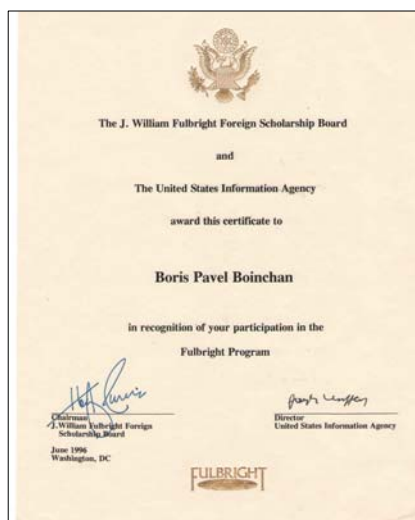 The J. William Fulbright Foreign Scholarship Board
and
The United States Information Agency
award this certificate to
Boris Pavel Boinchan
in recognition of your participation in the
Fulbright Program
Chairman
J. William Fulbright Foreign
Scholarship Board
Director
United States Information Agency
June 1996
Washington, DC
FULBRIGHT